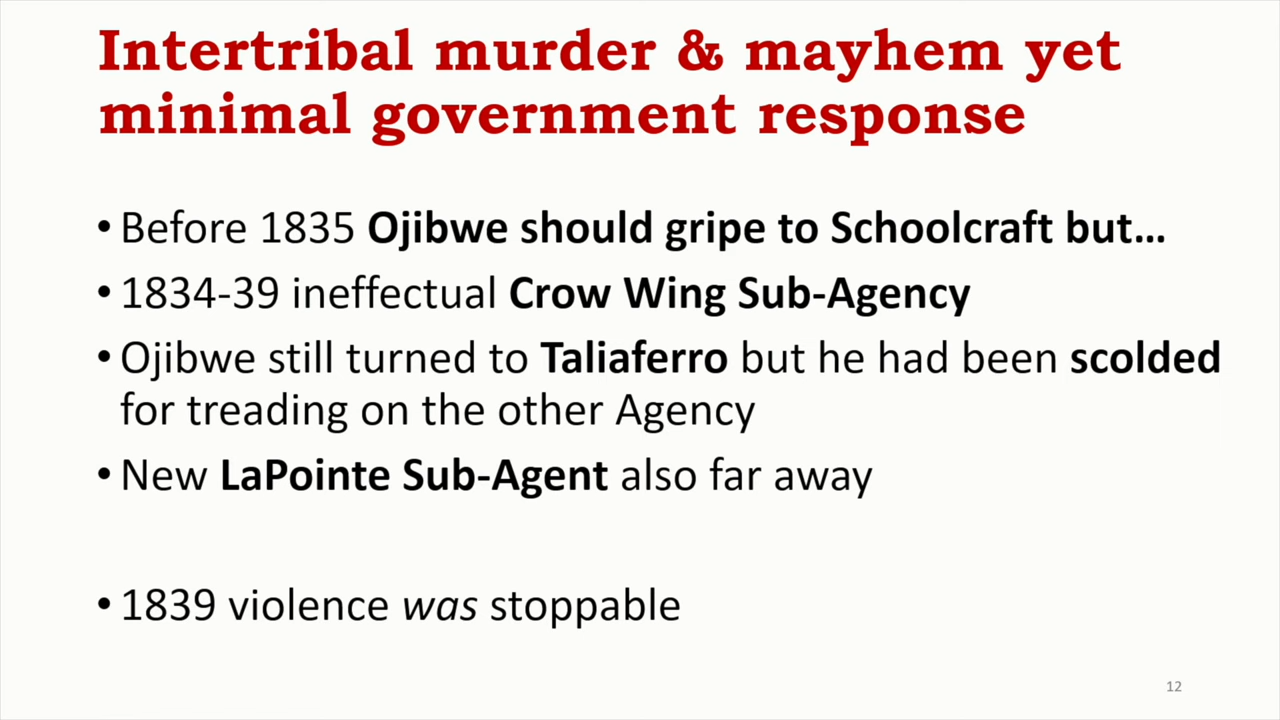 Intertribal murder & mayhem yet
minimal government response
• Before 1835 Ojibwe should gripe to Schoolcraft but…
• 1834-39 ineffectual Crow Wing Sub-Agency
• Ojibwe still turned to Taliaferro but he had been scolded
for treading on the other Agency
• New LaPointe Sub-Agent also far away
• 1839 violence was stoppable
12